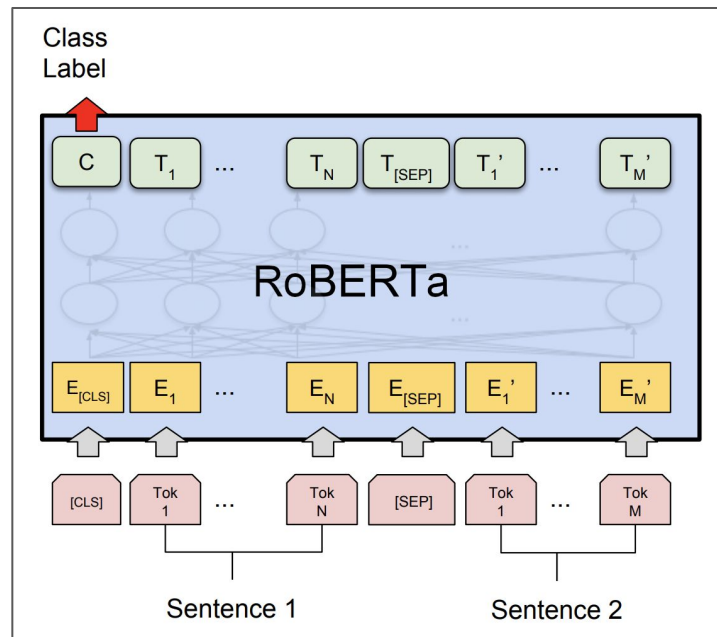 Class
Label
C T1 ... TN T[SEP] T1' ... TM'
...
RoBERTa
...
E[CLS] E1 ... EN E[SEP] E1' ... EM'
[CLS] Tok 1 ... Tok N [SEP] Tok 1 ... Tok M
Sentence 1 Sentence 2